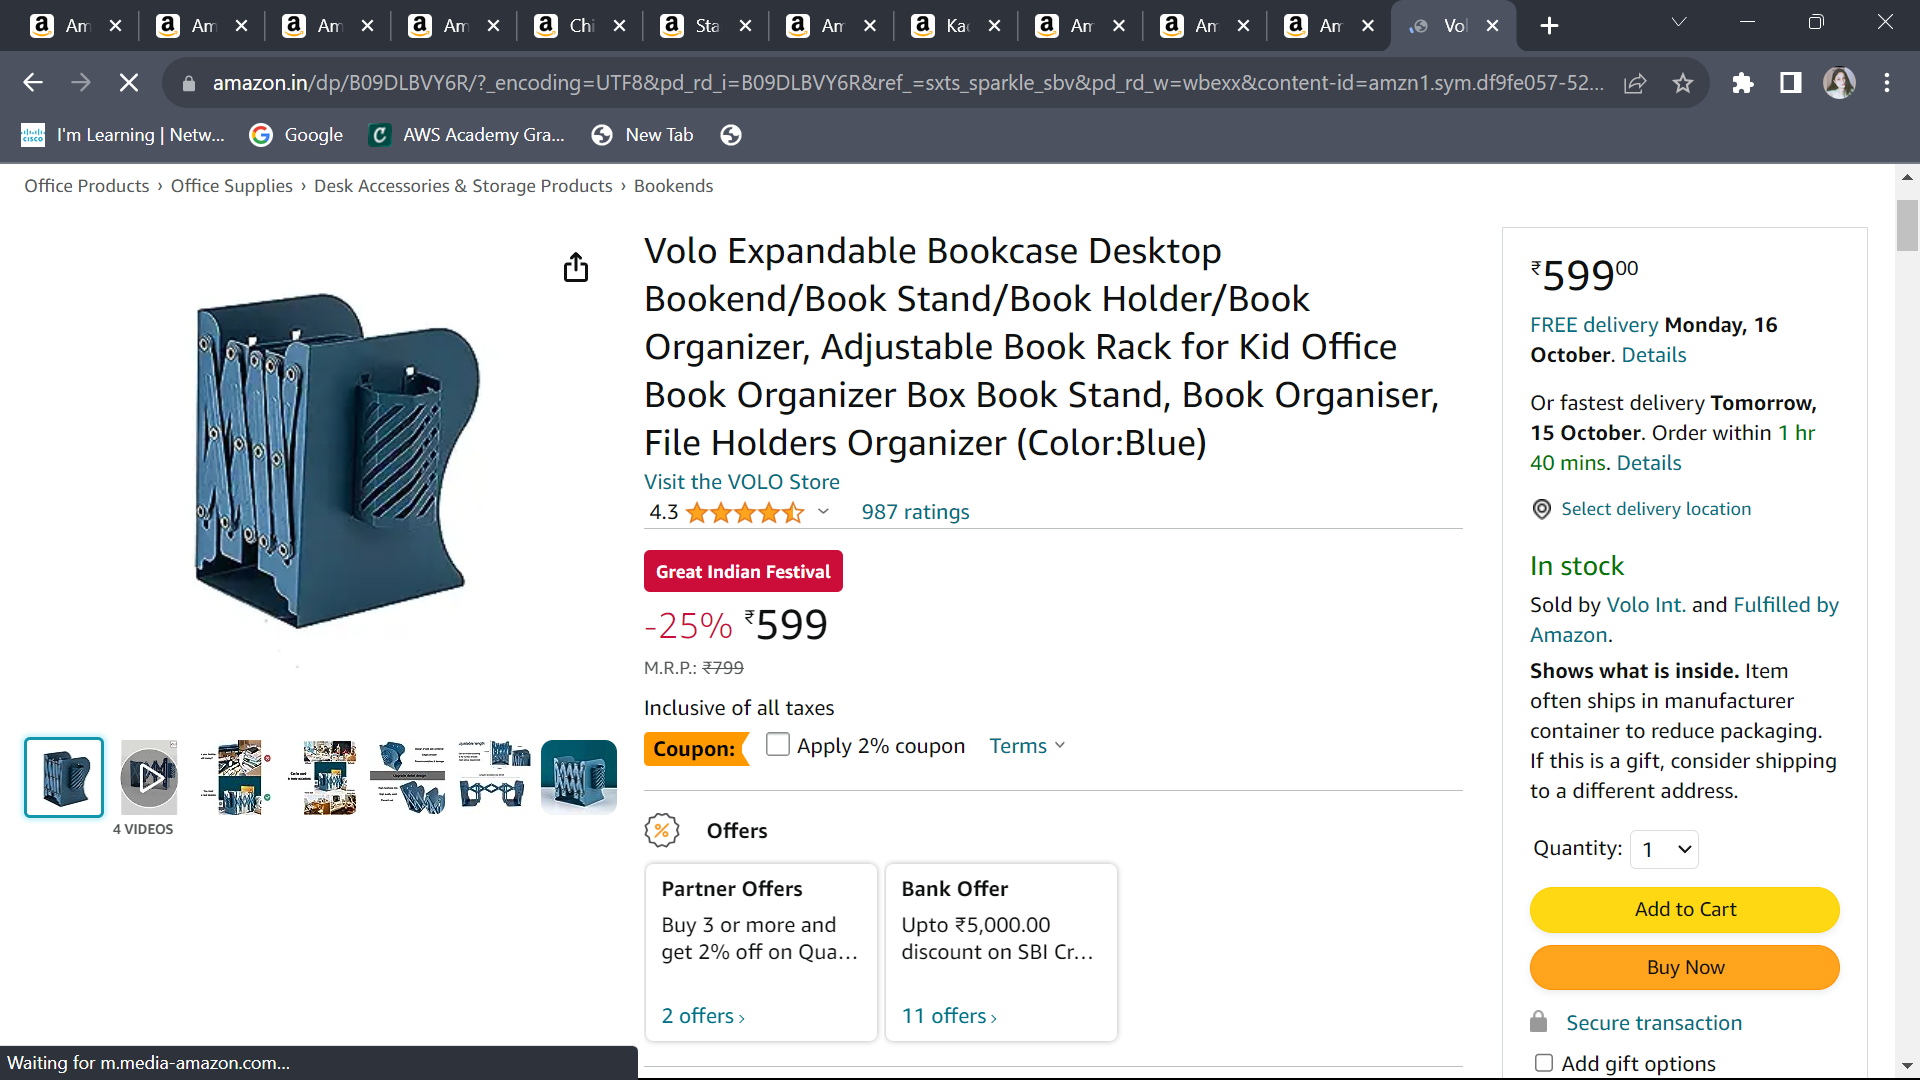 Am
Am
Am
Am
Chi
Sta
Am
Kac
Am
Am
Am
Vol
amazon.in/dp/B09DLBVY6R/?_encoding=UTF8&pd_rd_i=B09DLBVY6R&ref_=sxts_sparkle_sbv&pd_rd_w=wbexx&content-id=amzn1.sym.df9fe057-52...
I'm Learning | Netw...
Google
AWS Academy Gra...
New Tab
Office Products › Office Supplies › Desk Accessories & Storage Products › Bookends
Volo Expandable Bookcase Desktop
Bookend/Book Stand/Book Holder/Book
Organizer, Adjustable Book Rack for Kid Office
Book Organizer Box Book Stand, Book Organiser,
File Holders Organizer (Color:Blue)
Visit the VOLO Store
4.3
987 ratings
Great Indian Festival
-25% ₹599
M.R.P.: ₹799
Inclusive of all taxes
Coupon: Apply 2% coupon Terms
4 VIDEOS
Offers
Partner Offers
Buy 3 or more and
get 2% off on Qua...
2 offers ›
Bank Offer
Upto ₹5,000.00
discount on SBI Cr...
11 offers ›
₹599 00
FREE delivery Monday, 16
October. Details
Or fastest delivery Tomorrow,
15 October. Order within 1 hr
40 mins. Details
Select delivery location
In stock
Sold by Volo Int. and Fulfilled by
Amazon.
Shows what is inside. Item
often ships in manufacturer
container to reduce packaging.
If this is a gift, consider shipping
to a different address.
Quantity: 1
Add to Cart
Buy Now
Secure transaction
Add gift options
Waiting for m.media-amazon.com...